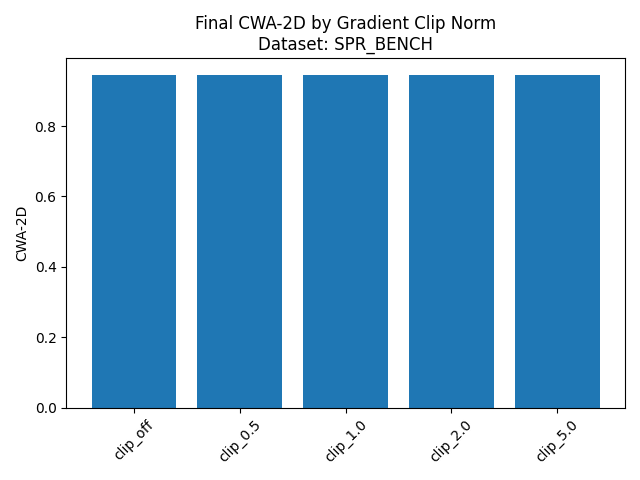 Final CWA-2D by Gradient Clip Norm
Dataset: SPR_BENCH
CWA-2D
0.8
0.6
0.4
0.2
0.0
clip_off
clip_0.5
clip_1.0
clip_2.0
clip_5.0